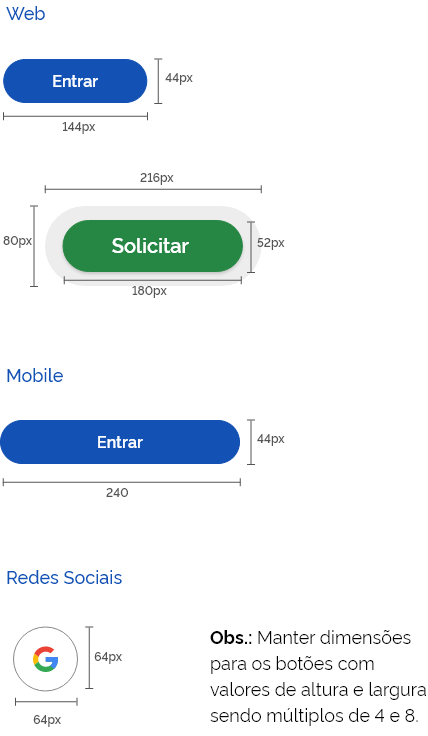 Web
Entrar
44px
144px
216px
80px
Solicitar
52px
180px
Mobile
Entrar
44px
240
Redes Sociais
64px
64px
Obs.: Manter dimensões
para os botões com
valores de altura e largura
sendo múltiplos de 4 e 8.